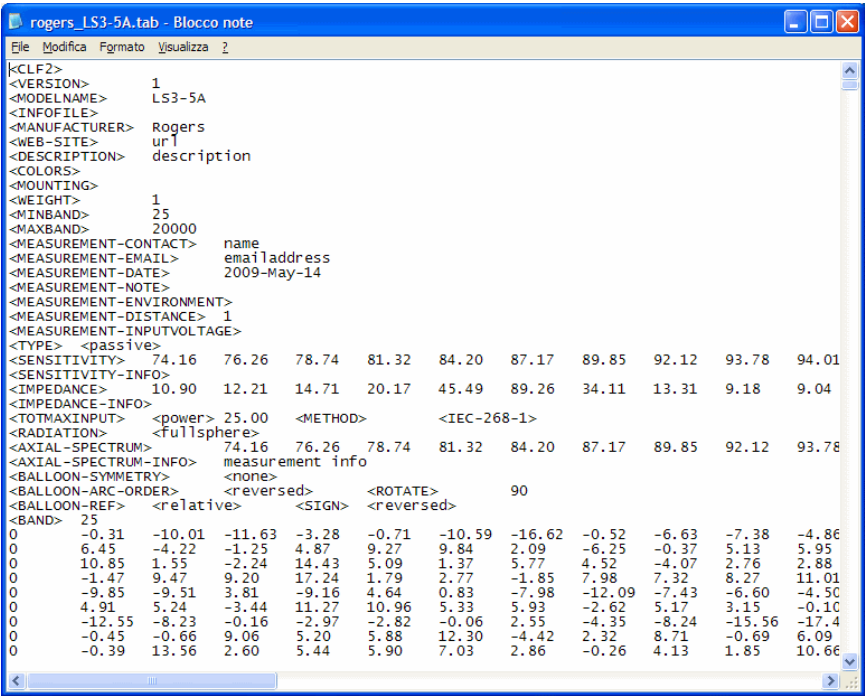 rogers_LS3-5A.tab - Blocco note
File Modifica Formato Visualizza ?
<CLF2>
<VERSION> 1
<MODELNAME> LS3-5A
<INFOFILE>
<MANUFACTURER> Rogers
<WEB-SITE> url
<DESCRIPTION> description
<COLORS>
<MOUNTING>
<WEIGHT> 1
<MINBAND> 25
<MAXBAND> 20000
<MEASUREMENT-CONTACT> name
<MEASUREMENT-EMAIL> emailaddress
<MEASUREMENT-DATE> 2009-May-14
<MEASUREMENT-NOTE>
<MEASUREMENT-ENVIRONMENT>
<MEASUREMENT-DISTANCE> 1
<MEASUREMENT-INPUTVOLTAGE>
<TYPE> <passive>
<SENSITIVITY> 74.16 76.26 78.74 81.32 84.20 87.17 89.85 92.12 93.78 94.01
<SENSITIVITY-INFO>
<IMPEDANCE> 10.90 12.21 14.71 20.17 45.49 89.26 34.11 13.31 9.18 9.04
<IMPEDANCE-INFO>
<TOTMAXINPUT> <power> 25.00 <METHOD> <IEC-268-1>
<RADIATION> <fullsphere>
<AXIAL-SPECTRUM> 74.16 76.26 78.74 81.32 84.20 87.17 89.85 92.12 93.78
<AXIAL-SPECTRUM-INFO> measurement info
<BALLOON-SYMMETRY> <none>
<BALLOON-ARC-ORDER> <reversed> <ROTATE> 90
<BALLOON-REF> <relative> <SIGN> <reversed>
<BAND> 25
0 -0.31 -10.01 -11.63 -3.28 -0.71 -10.59 -16.62 -0.52 -6.63 -7.38 -4.86
0 6.45 -4.22 -1.25 4.87 9.27 9.84 2.09 -6.25 -0.37 5.13 5.95
0 10.85 1.55 -2.24 14.43 5.09 1.37 5.77 4.52 -4.07 2.76 2.88
0 -1.47 9.47 9.20 17.24 1.79 2.77 -1.85 7.98 7.32 8.27 11.01
0 -9.85 -9.51 3.81 -9.16 4.64 0.83 -7.98 -12.09 -7.43 -6.60 -4.50
0 4.91 5.24 -3.44 11.27 10.96 5.33 5.93 -2.62 5.17 3.15 -0.10
0 -12.55 -8.23 -0.16 -2.97 -2.82 -0.06 2.55 -4.35 -8.24 -15.56 -17.4
0 -0.45 -0.66 9.06 5.20 5.88 12.30 -4.42 2.32 8.71 -0.69 6.09
0 -0.39 13.56 2.60 5.44 5.90 7.03 2.86 -0.26 4.13 1.85 10.66